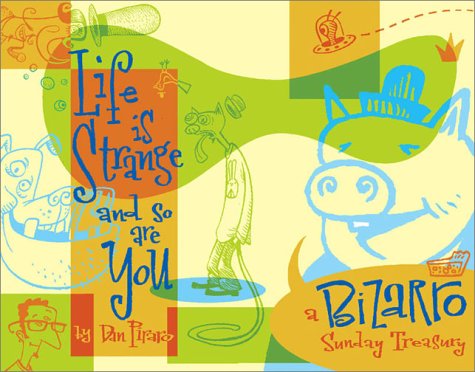 Life
is
Strange
and so
are
You
by Dan Piraro
a Bizarro
Sunday Treasury